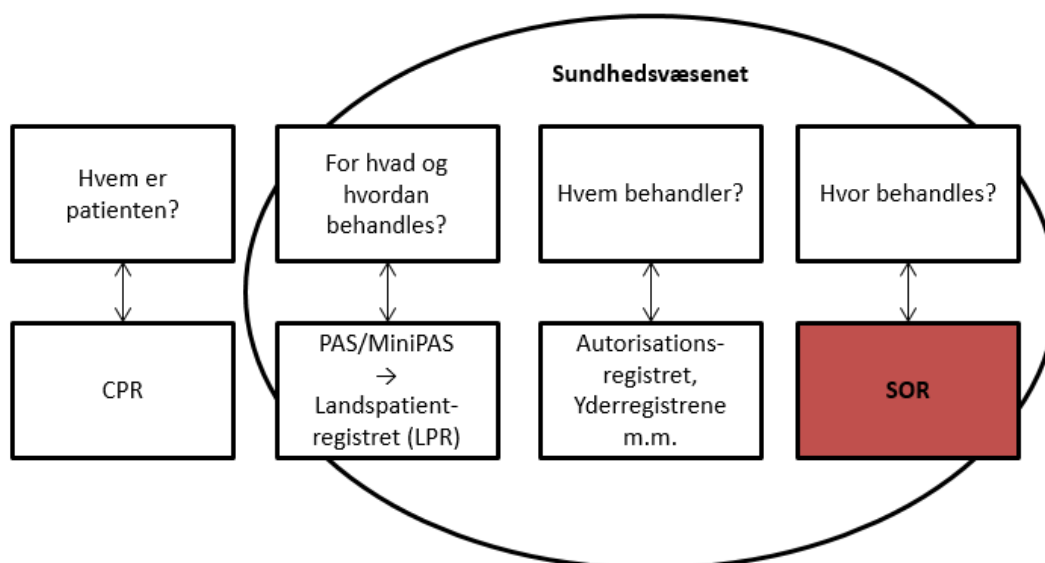 Sundhedsvæsenet
Hvem er
patienten?
For hvad og
hvordan
behandles?
Hvem behandler?
Hvor behandles?
CPR
PAS/MiniPAS
→
Landspatient-
registret (LPR)
Autorisations-
registret,
Yderregistrene
m.m.
SOR